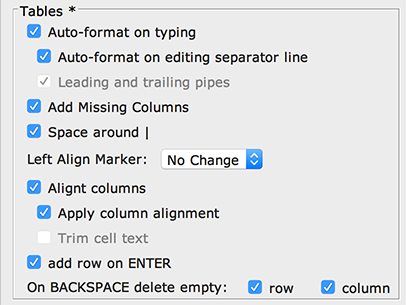 Tables *
Auto-format on typing
Auto-format on editing separator line
Leading and trailing pipes
Add Missing Columns
Space around |
Left Align Marker: No Change
Alignt columns
Apply column alignment
Trim cell text
add row on ENTER
On BACKSPACE delete empty: row column